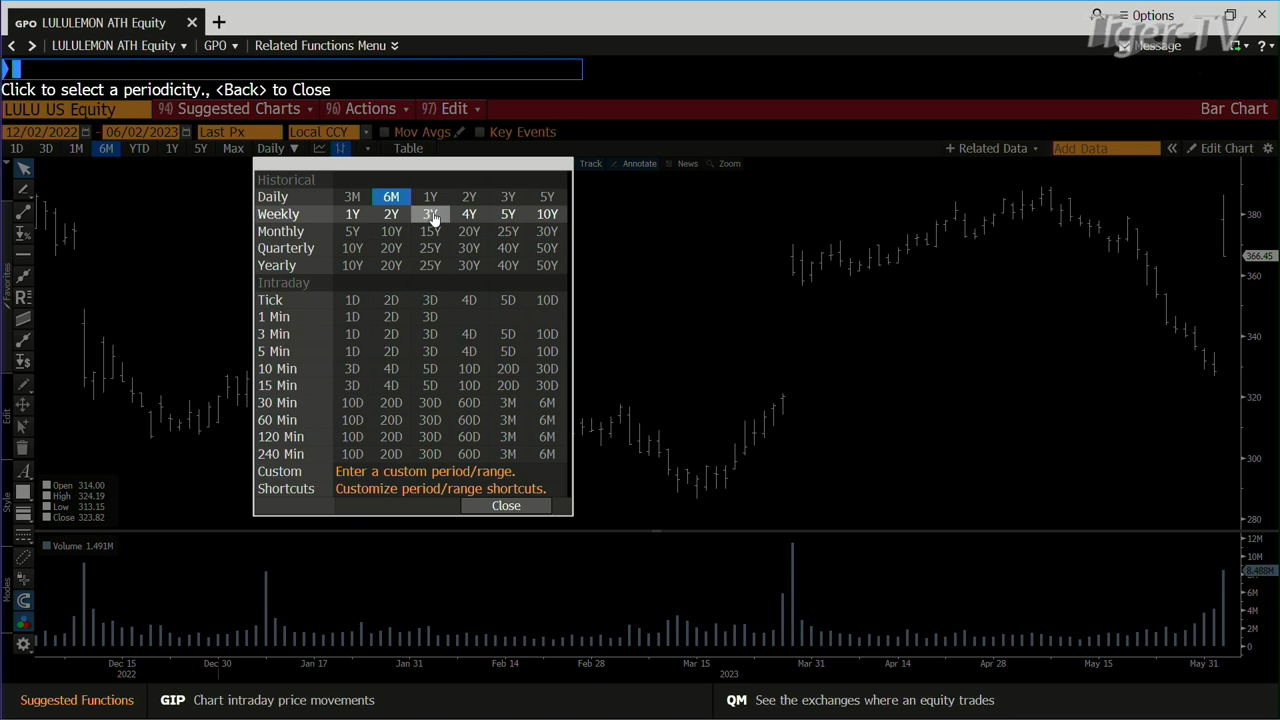 GPO LULULEMON ATH Equity
Options
LULULEMON ATH Equity GPO Related Functions Menu
Message
Tiger-TV
Click to select a periodicity., <Back> to Close
LULU US Equity 94) Suggested Charts 96) Actions 97) Edit Bar Chart
12/02/2022 - 06/02/2023 Last Px Local CCY Mov Avgs Key Events
1D 3D 1M 6M YTD 1Y 5Y Max Daily ▼ Table + Related Data Add Data « Edit Chart
Track Annotate News Zoom
Historical
Daily 3M 6M 1Y 2Y 3Y 5Y
Weekly 1Y 2Y 3Y 4Y 5Y 10Y
Monthly 5Y 10Y 15Y 20Y 25Y 30Y
Quarterly 10Y 20Y 25Y 30Y 40Y 50Y
Yearly 10Y 20Y 25Y 30Y 40Y 50Y
Intraday
Tick 1D 2D 3D 4D 5D 10D
1 Min 1D 2D 3D
3 Min 1D 2D 3D 4D 5D 10D
5 Min 1D 2D 3D 4D 5D 10D
10 Min 3D 4D 5D 10D 20D 30D
15 Min 3D 4D 5D 10D 20D 30D
30 Min 10D 20D 30D 60D 3M 6M
60 Min 10D 20D 30D 60D 3M 6M
120 Min 10D 20D 30D 60D 3M 6M
240 Min 10D 20D 30D 60D 3M 6M
Custom Enter a custom period/range.
Shortcuts Customize period/range shortcuts.
Close
Favorites
Edit
Style
Modes
Open 314.00
High 324.19
Low 313.15
Close 323.82
380
366.45
360
340
320
300
280
Volume 1.491M
12M
10M
8.488M
6M
4M
2M
0
Dec 15 Dec 30 Jan 17 Jan 31 Feb 14 Feb 28 Mar 15 Mar 31 Apr 14 Apr 28 May 15 May 31
2022 2023
Suggested Functions GIP Chart intraday price movements QM See the exchanges where an equity trades